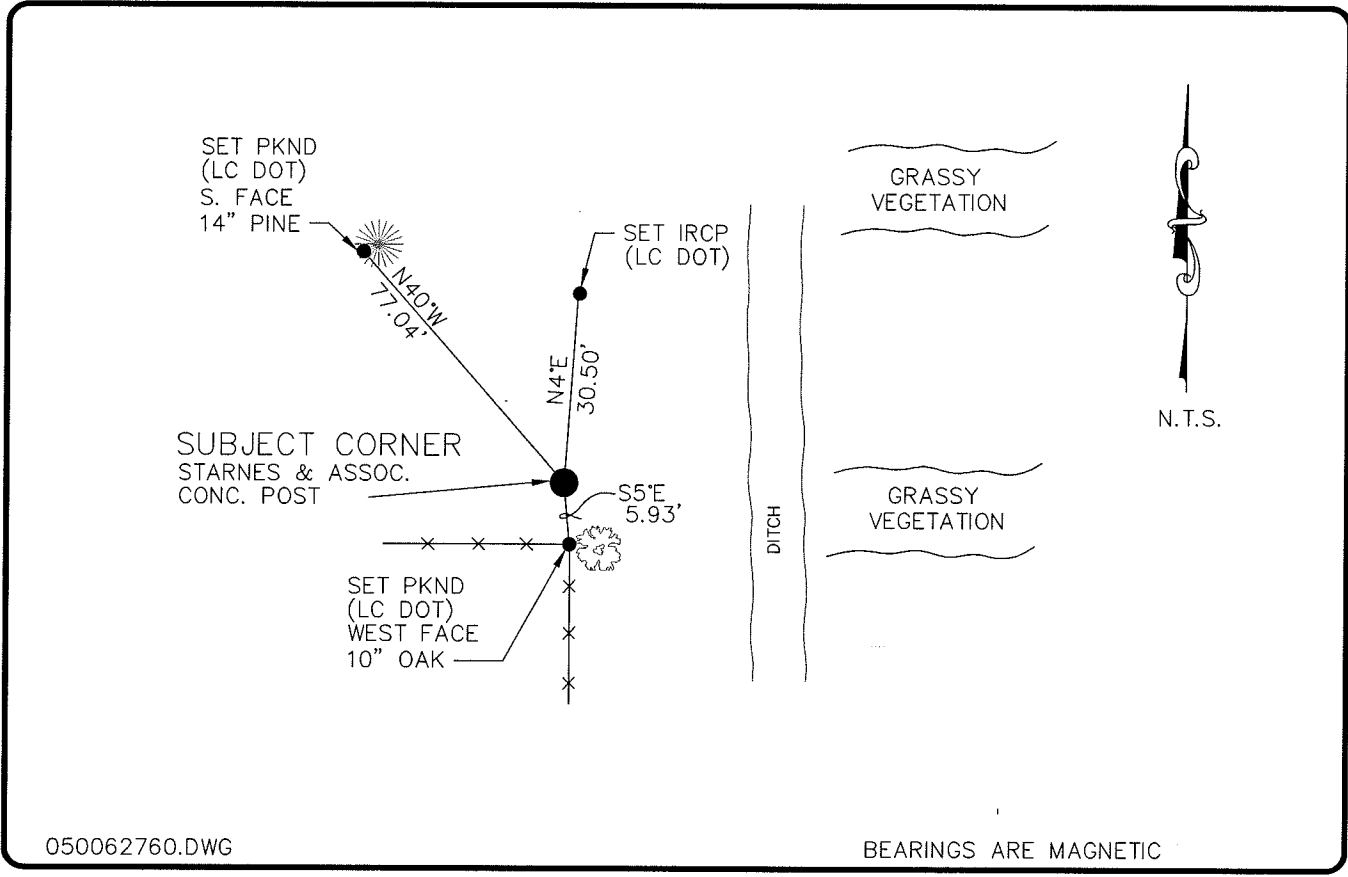 SET PKND
(LC DOT)
S. FACE
14" PINE
N40°W
77.04'
SET IRCP
(LC DOT)
N4°E
30.50'
GRASSY
VEGETATION
N.T.S.
SUBJECT CORNER
STARNES & ASSOC.
CONC. POST
S5°E
5.93'
DITCH
GRASSY
VEGETATION
SET PKND
(LC DOT)
WEST FACE
10" OAK
050062760.DWG
BEARINGS ARE MAGNETIC